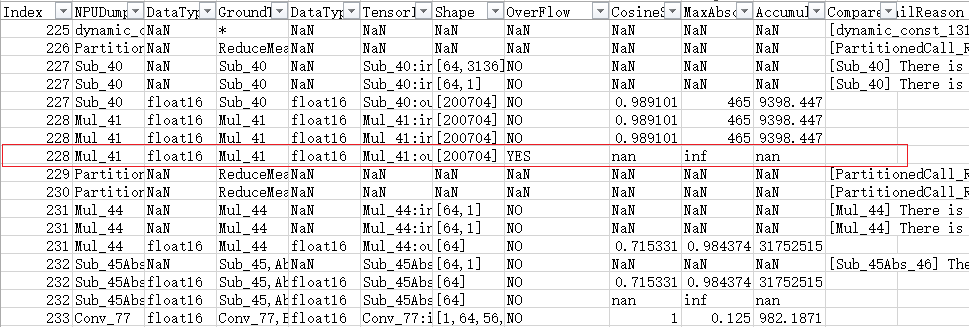 Index NPUDump DataType GroundT DataType TensorI Shape OverFlow CosineS MaxAbso Accumul Compare ailReason
225 dynamic_c NaN * NaN NaN NaN NaN NaN NaN NaN [dynamic_const_131
226 Partition NaN ReduceMea NaN NaN NaN NaN NaN NaN NaN [PartitionedCall_R
227 Sub_40 NaN Sub_40 NaN Sub_40:in [64,3136] NO NaN NaN NaN [Sub_40] There is
227 Sub_40 NaN Sub_40 NaN Sub_40:in [64,1] NO NaN NaN NaN [Sub_40] There is
227 Sub_40 float16 Sub_40 float16 Sub_40:ou [200704] NO 0.989101 465 9398.447
228 Mul_41 float16 Mul_41 float16 Mul_41:in [200704] NO 0.989101 465 9398.447
228 Mul_41 float16 Mul_41 float16 Mul_41:in [200704] NO 0.989101 465 9398.447
228 Mul_41 float16 Mul_41 float16 Mul_41:ou [200704] YES nan inf nan
229 Partition NaN ReduceMea NaN NaN NaN NaN NaN NaN NaN [PartitionedCall_R
230 Partition NaN ReduceMea NaN NaN NaN NaN NaN NaN NaN [PartitionedCall_R
231 Mul_44 NaN Mul_44 NaN Mul_44:in [64,1] NO NaN NaN NaN [Mul_44] There is
231 Mul_44 NaN Mul_44 NaN Mul_44:in [64,1] NO NaN NaN NaN [Mul_44] There is
231 Mul_44 float16 Mul_44 float16 Mul_44:ou [64] NO 0.715331 0.984374 31752515
232 Sub_45Abs NaN Sub_45,Ab NaN Sub_45Abs [64,1] NO NaN NaN NaN [Sub_45Abs_46] The
232 Sub_45Abs float16 Sub_45,Ab float16 Sub_45Abs [64] NO 0.715331 0.984374 31752515
232 Sub_45Abs float16 Sub_45,Ab float16 Sub_45Abs [64] NO nan inf nan
233 Conv_77 float16 Conv_77,B float16 Conv_77:i [1,64,56, NO 1 0.125 982.1871